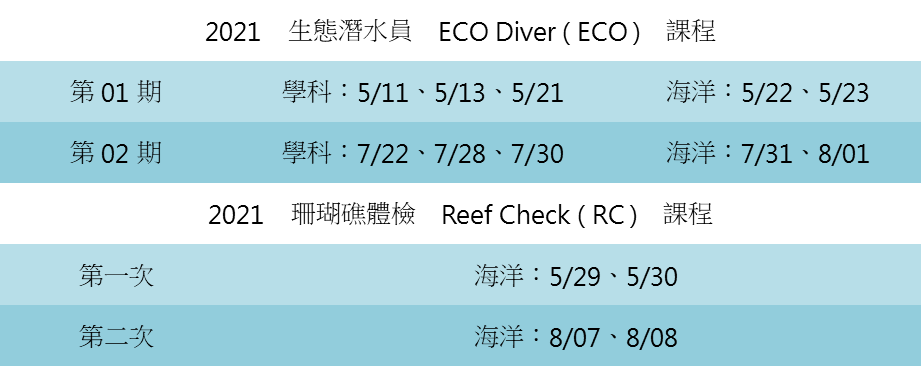 2021 生態潛水員 ECO Diver ( ECO ) 課程
第 01 期 學科：5/11、5/13、5/21 海洋：5/22、5/23
第 02 期 學科：7/22、7/28、7/30 海洋：7/31、8/01
2021 珊瑚礁體檢 Reef Check ( RC ) 課程
第一次 海洋：5/29、5/30
第二次 海洋：8/07、8/08